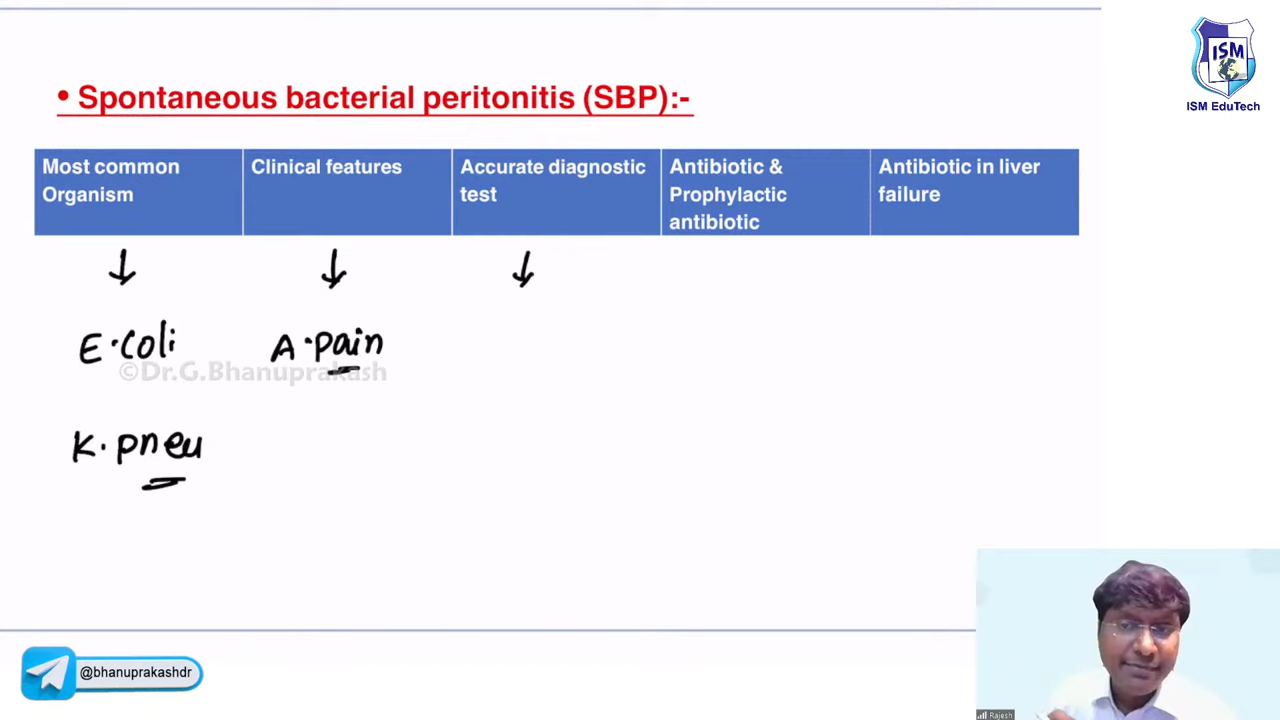 ISM
ISM EduTech
• Spontaneous bacterial peritonitis (SBP):-
Most common
Organism
Clinical features
Accurate diagnostic
test
Antibiotic &
Prophylactic
antibiotic
Antibiotic in liver
failure
E.coli
A.pain
©Dr.G.Bhanuprakash
K.pneu
@bhanuprakashdr
Rajesh